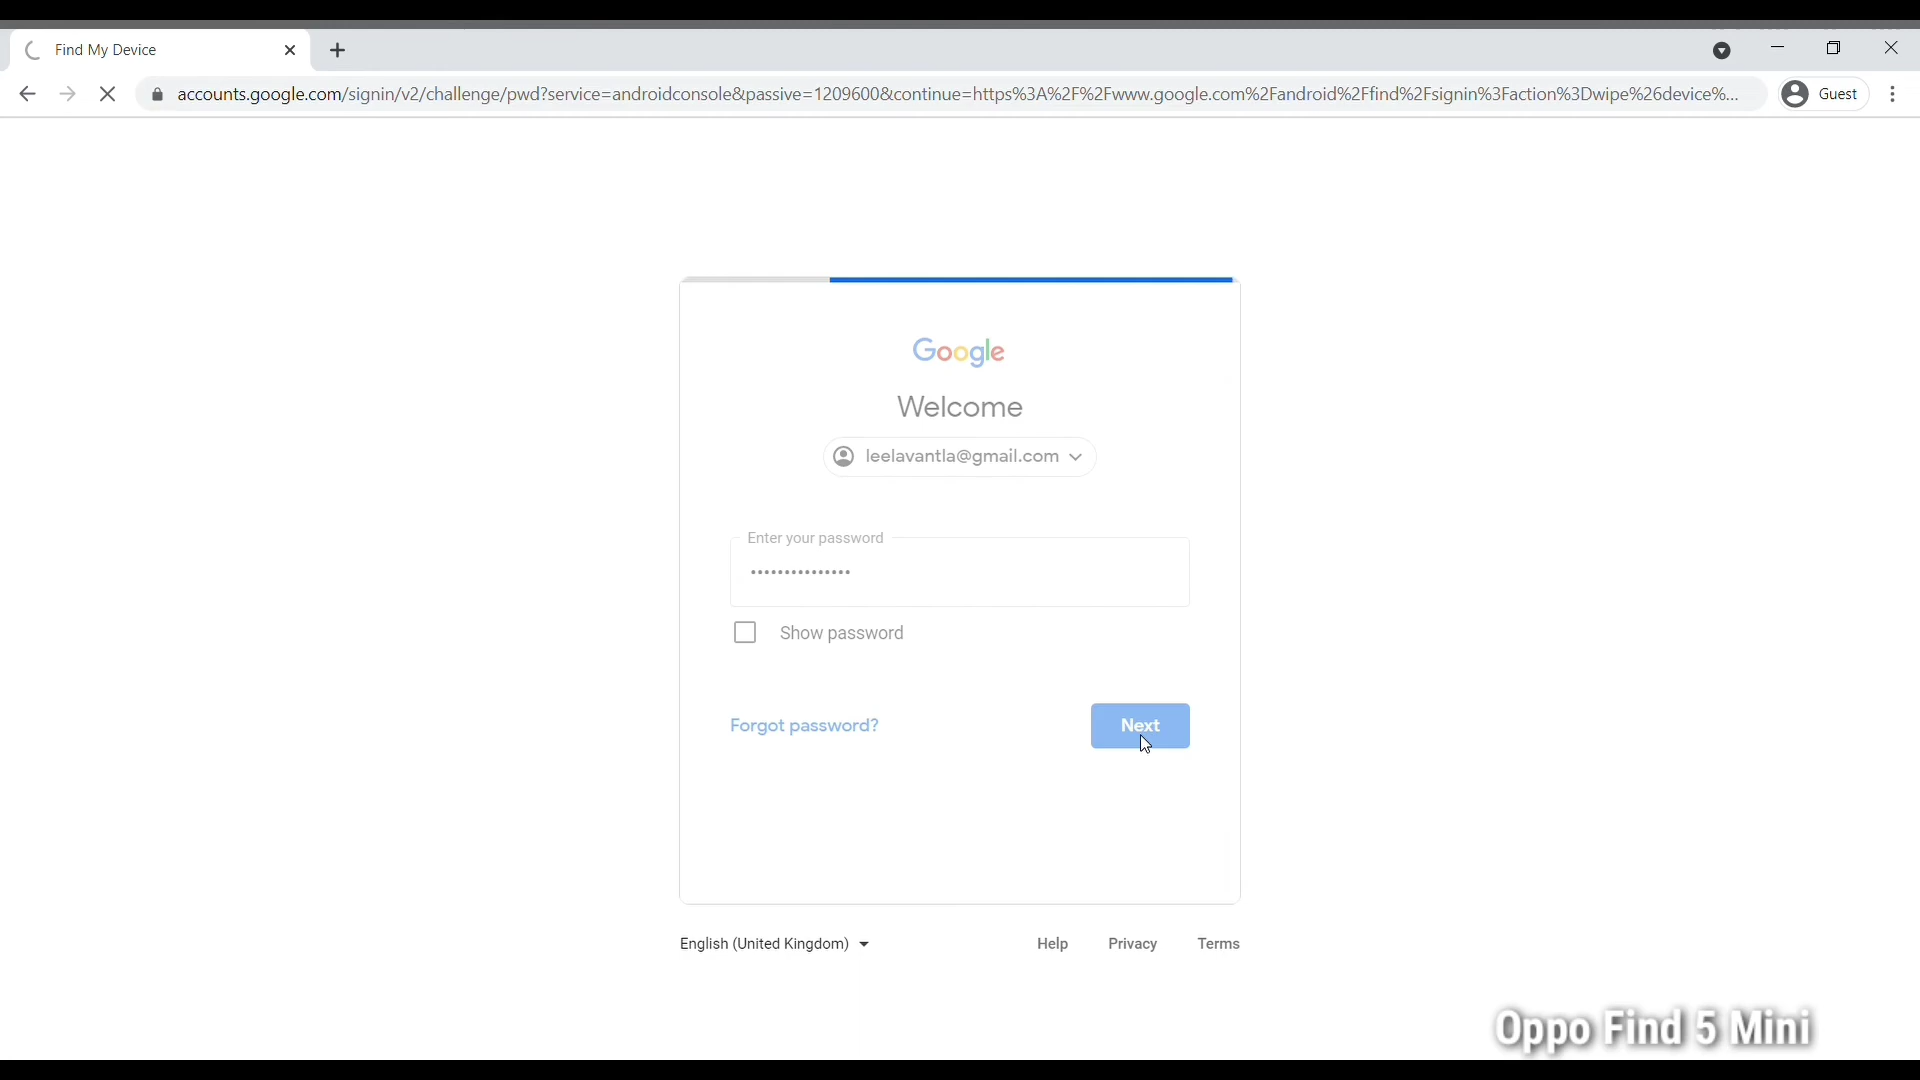 Find My Device
accounts.google.com/signin/v2/challenge/pwd?service=androidconsole&passive=1209600&continue=https%3A%2F%2Fwww.google.com%2Fandroid%2Ffind%2Fsignin%3Faction%3Dwipe%26device%...
Guest
Google
Welcome
leelavantla@gmail.com
Enter your password
•••••••••••••••
Show password
Forgot password?
Next
English (United Kingdom)
Help Privacy Terms
Oppo Find 5 Mini